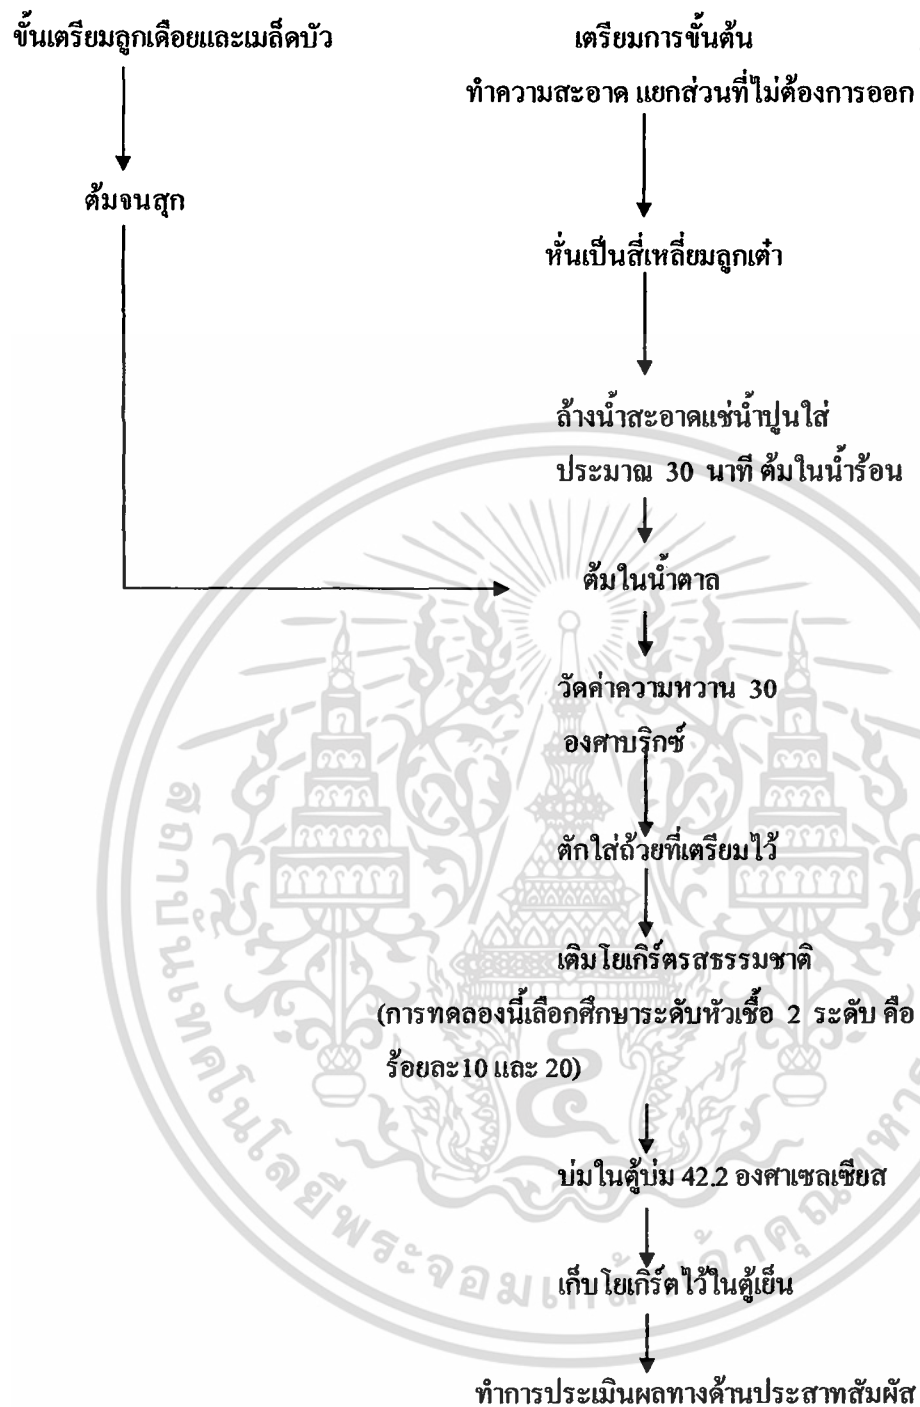 ขั้นเตรียมลูกเดือยและเมล็ดบัว
ต้มจนสุก
เตรียมการขั้นต้น
ทำความสะอาด แยกส่วนที่ไม่ต้องการออก
หั่นเป็นสี่เหลี่ยมลูกเต๋า
ล้างน้ำสะอาดแช่น้ำปูนใส่
ประมาณ 30 นาที ต้มในน้ำร้อน
ต้มในน้ำตาล
วัดค่าความหวาน 30
องศาบริกซ์
ตักใส่ถ้วยที่เตรียมไว้
เติมโยเกิร์ตรสธรรมชาติ
(การทดลองนี้เลือกศึกษาระดับหัวเชื้อ 2 ระดับ คือ
ร้อยละ10 และ 20)
บ่มในตู้บ่ม 42.2 องศาเซลเซียส
เก็บโยเกิร์ตไว้ในตู้เย็น
ทำการประเมินผลทางด้านประสาทสัมผัส